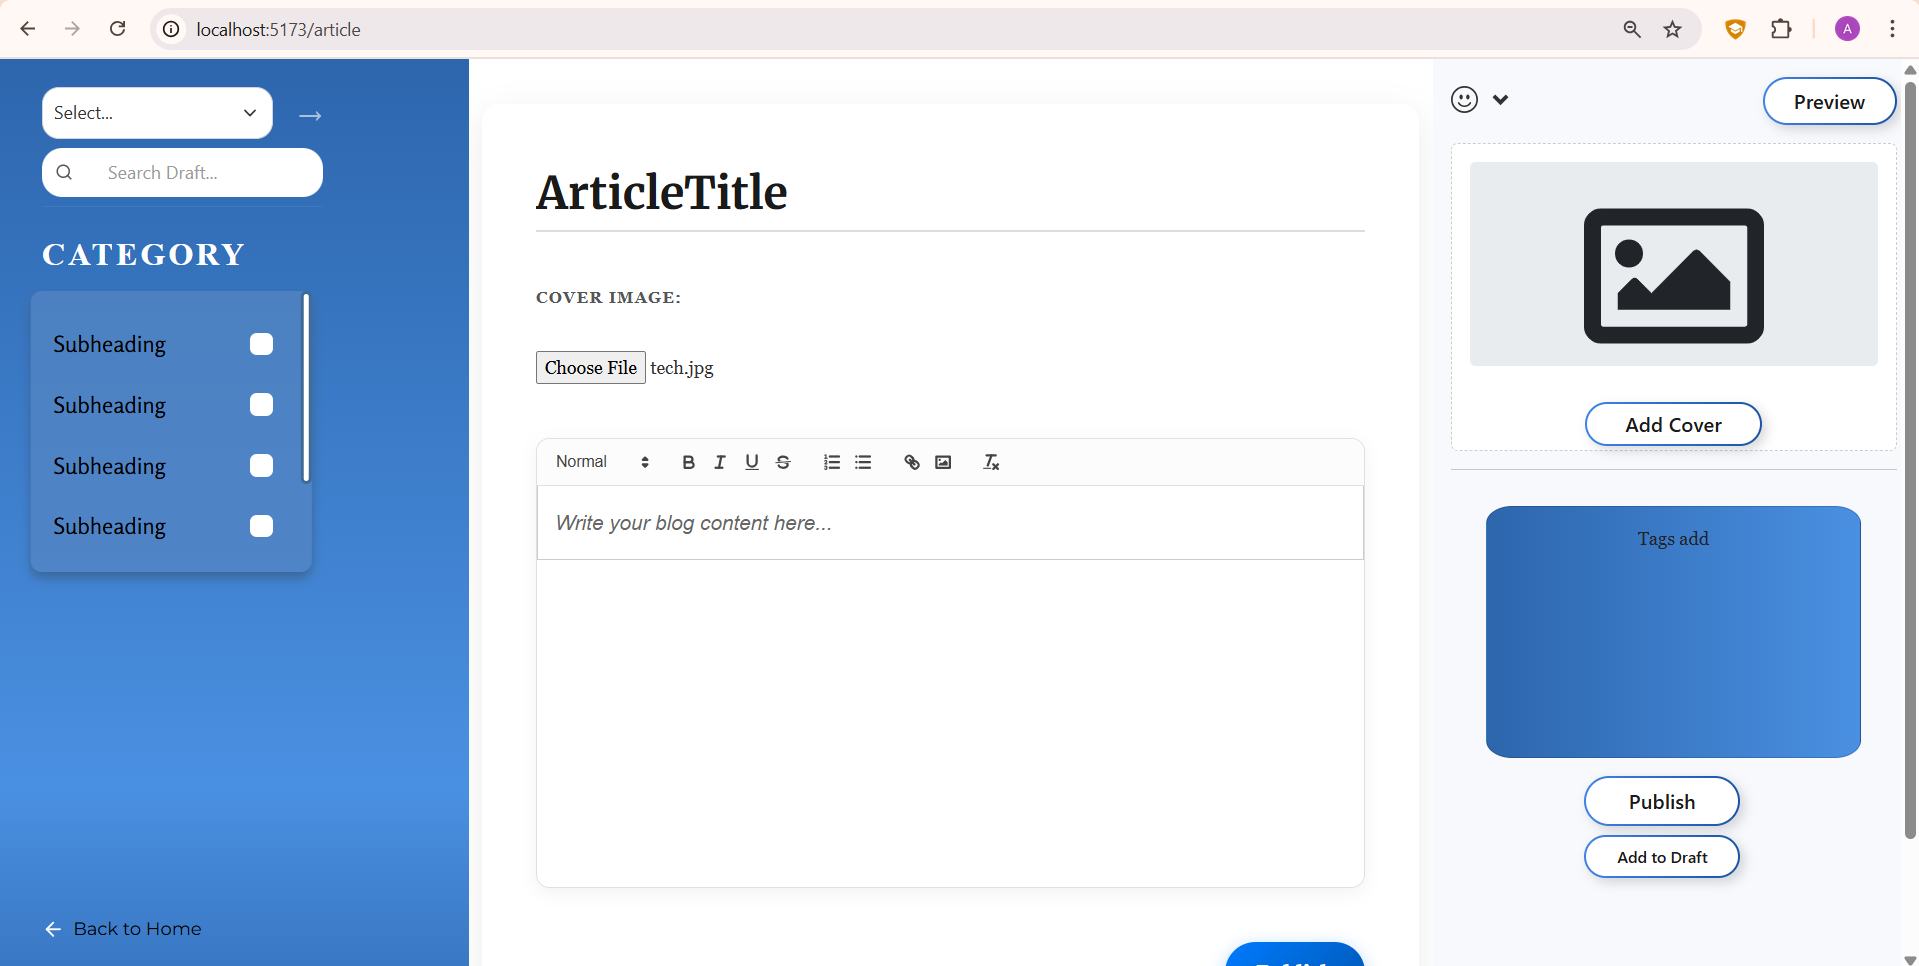 localhost:5173/article
A
Select...
Search Draft...
CATEGORY
Subheading
Subheading
Subheading
Subheading
Back to Home
ArticleTitle
COVER IMAGE:
Choose File tech.jpg
Normal
Write your blog content here...
Preview
Add Cover
Tags add
Publish
Add to Draft